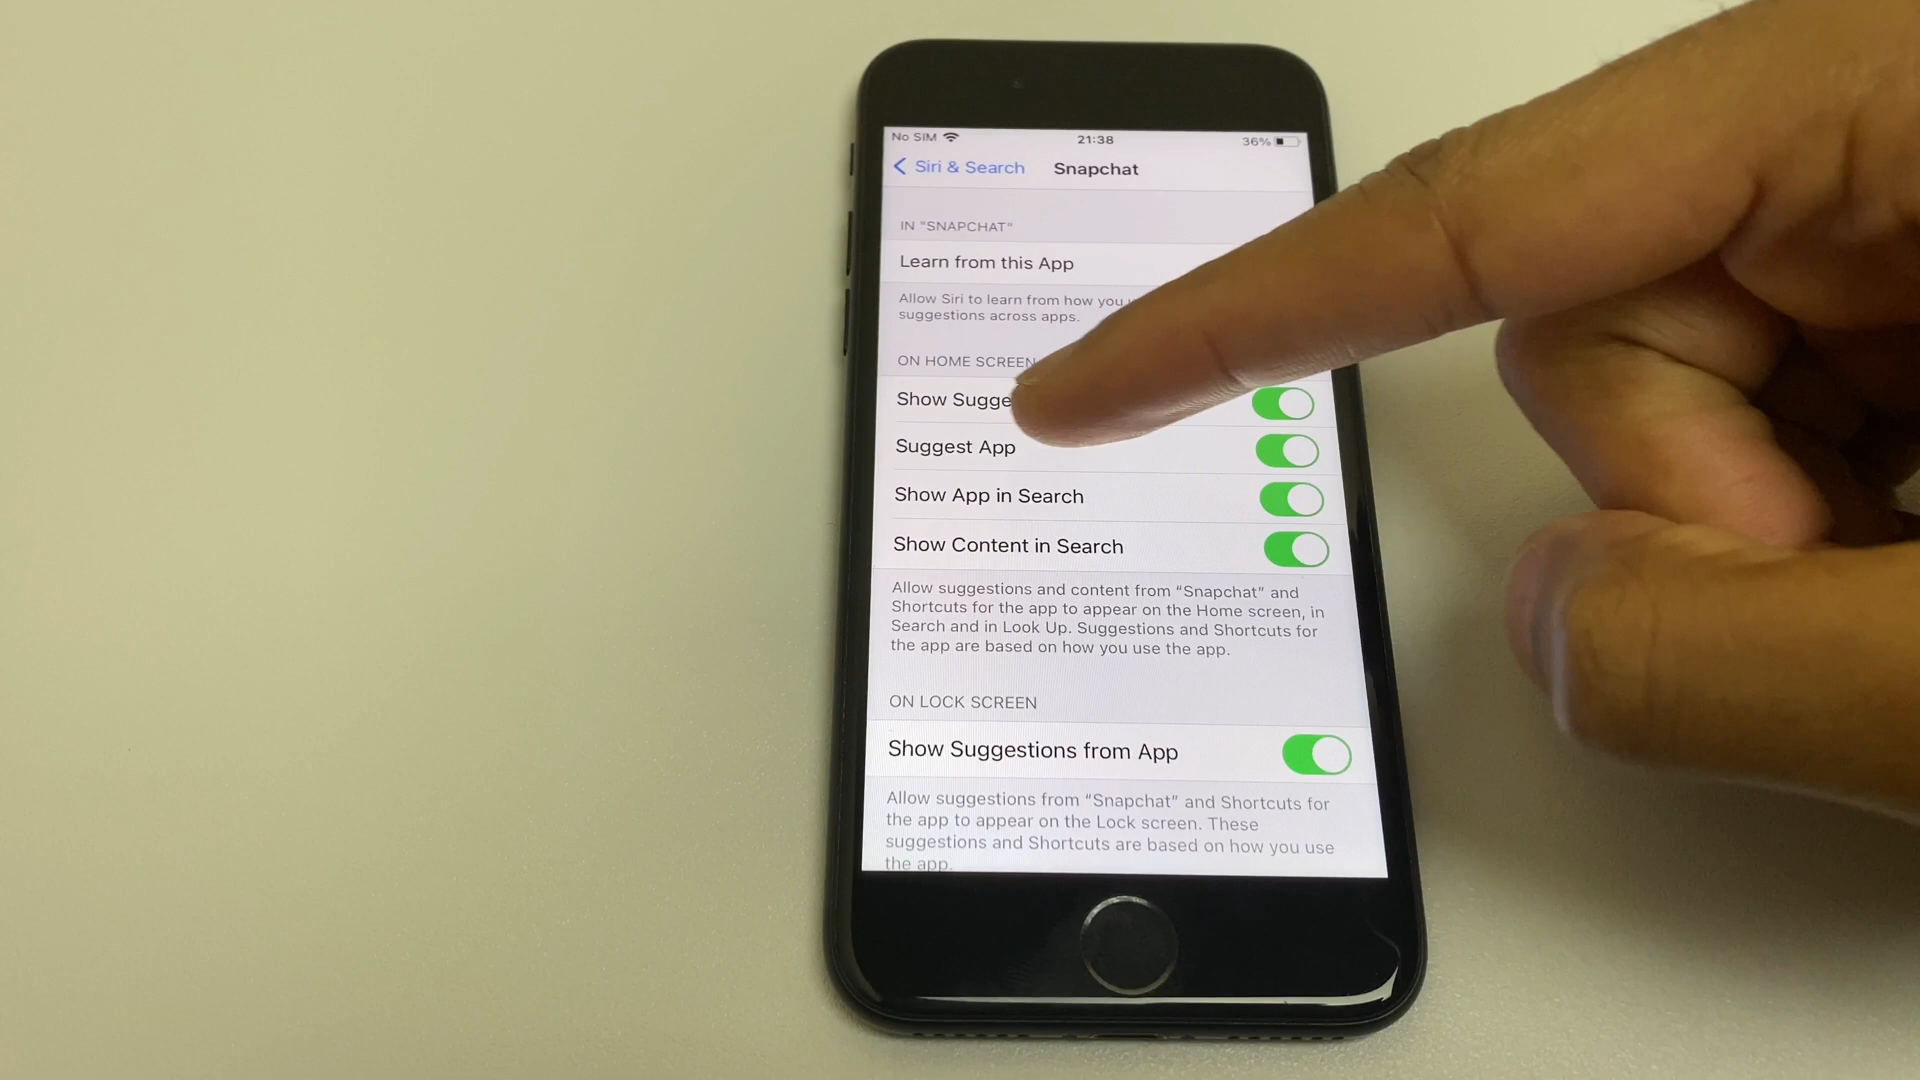 No SIM 21:38 36%
Siri & Search Snapchat
IN "SNAPCHAT"
Learn from this App
Allow Siri to learn from how you
suggestions across apps.
ON HOME SCREEN
Show
Suggest App
Show App in Search
Show Content in Search
Allow suggestions and content from “Snapchat” and
Shortcuts for the app to appear on the Home screen, in
Search and in Look Up. Suggestions and Shortcuts for
the app are based on how you use the app.
ON LOCK SCREEN
Show Suggestions from App
Allow suggestions from “Snapchat” and Shortcuts for
the app to appear on the Lock screen. These
suggestions and Shortcuts are based on how you use
the app.